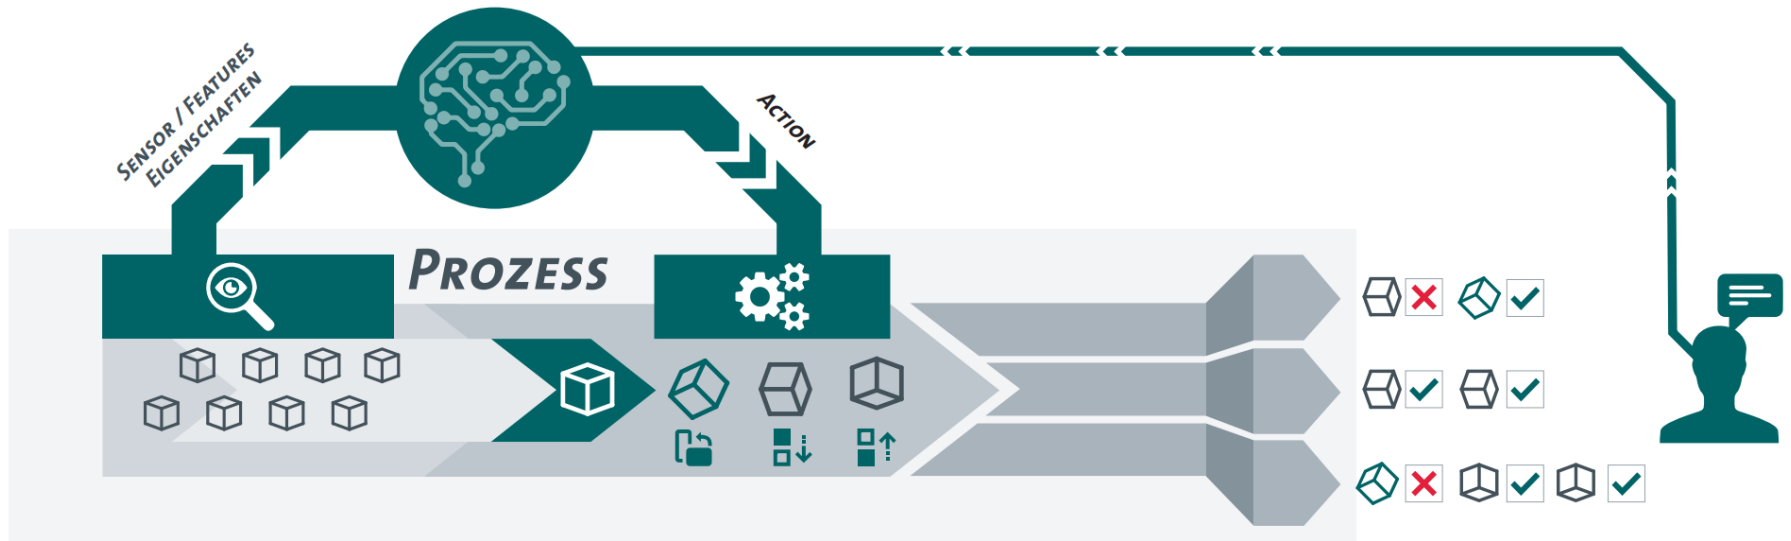 Sensor / Features
Eigenschaften
Action
Prozess